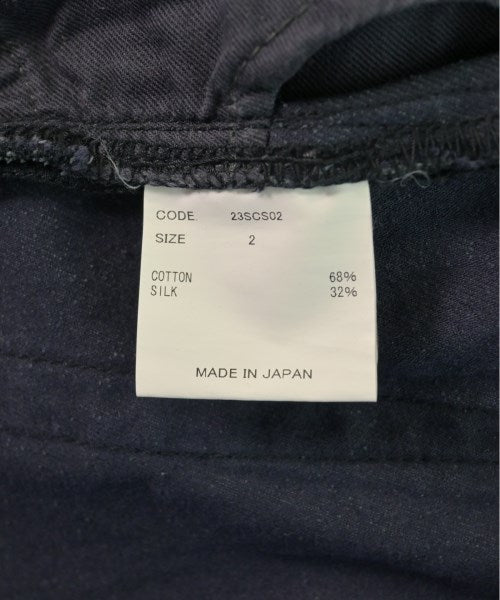 CODE 23SCS02
SIZE 2
COTTON 68%
SILK 32%
MADE IN JAPAN